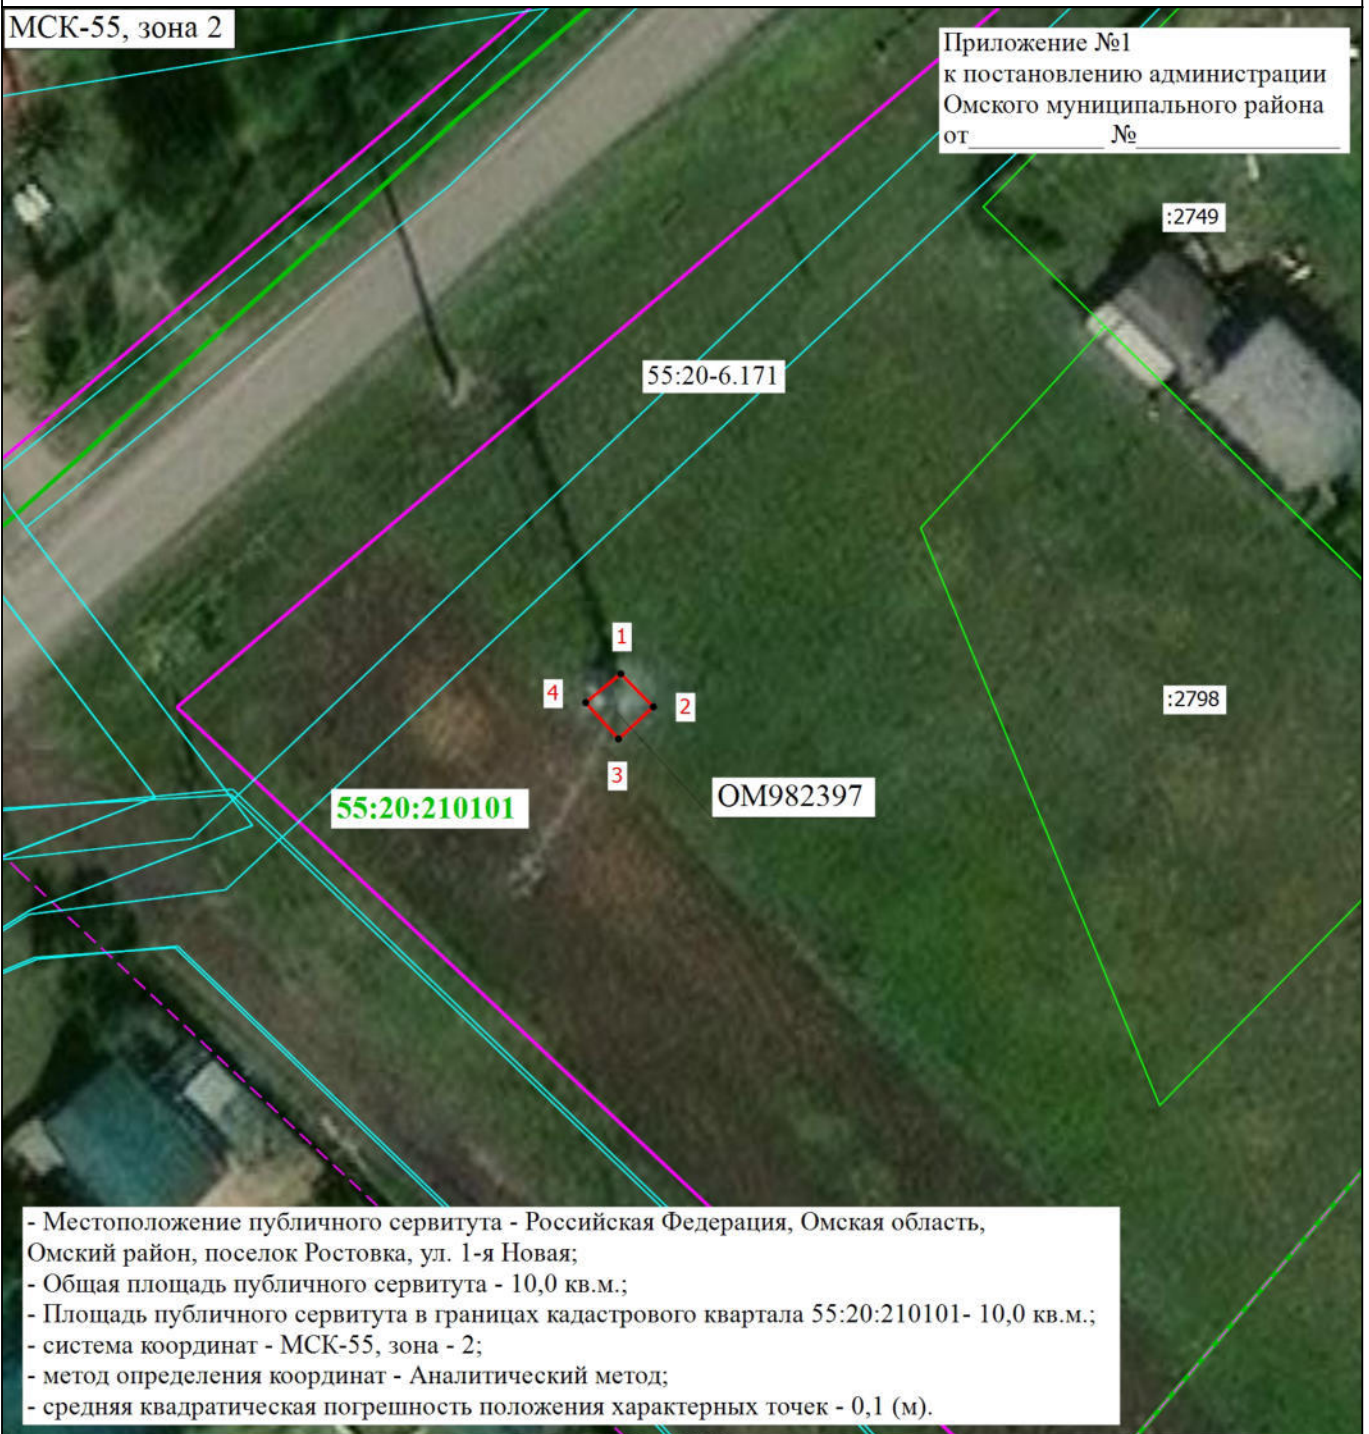 МСК-55, зона 2
Приложение №1
к постановлению администрации
Омского муниципального района
от__________ №_______________
:2749
55:20-6.171
1
4
2
:2798
3
ОМ982397
55:20:210101
- Местоположение публичного сервитута - Российская Федерация, Омская область,
Омский район, поселок Ростовка, ул. 1-я Новая;
- Общая площадь публичного сервитута - 10,0 кв.м.;
- Площадь публичного сервитута в границах кадастрового квартала 55:20:210101- 10,0 кв.м.;
- система координат - МСК-55, зона - 2;
- метод определения координат - Аналитический метод;
- средняя квадратическая погрешность положения характерных точек - 0,1 (м).